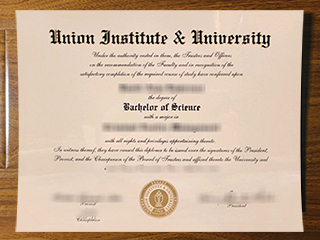 Union Institute & University
Under the authority vested in them, the Trustees and Officers
on the recommendation of the Faculty and in recognition of the
satisfactory completion of the required course of study have conferred upon
the degree of
Bachelor of Science
with a major in
with all rights and privileges appertaining thereto.
In witness thereof, they have caused this diploma to be issued over the signatures of the President,
Provost, and the Chairperson of the Board of Trustees and affixed thereto the University seal
President
Provost
Chairperson